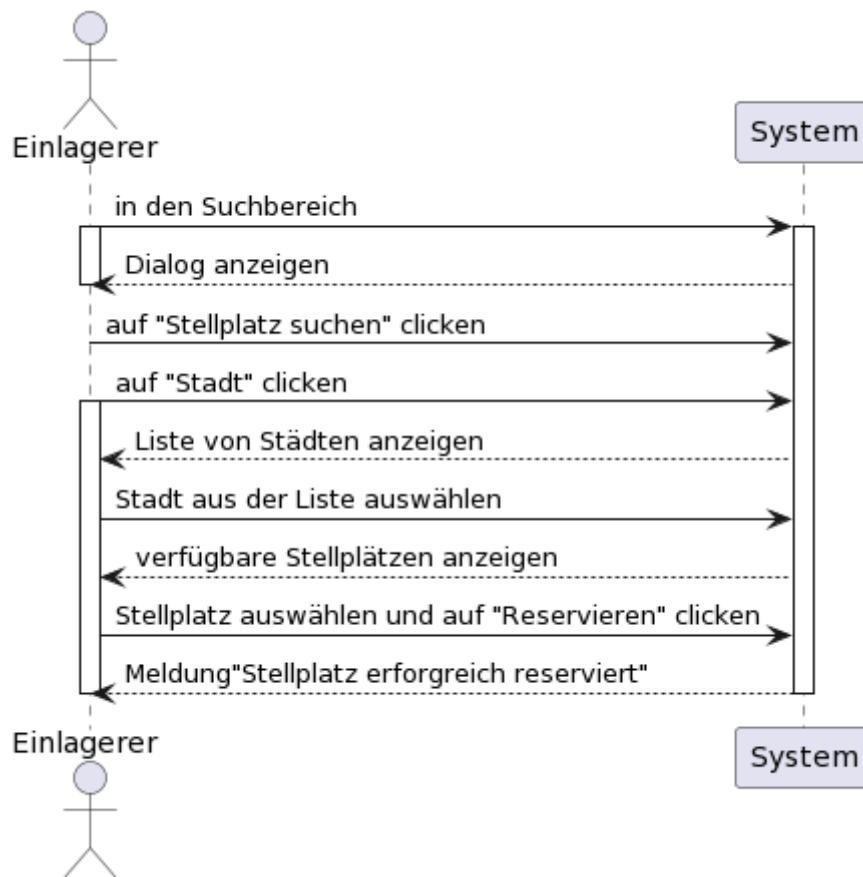 Einlagerer
System
in den Suchbereich
Dialog anzeigen
auf "Stellplatz suchen" clicken
auf "Stadt" clicken
Liste von Städten anzeigen
Stadt aus der Liste auswählen
verfügbare Stellplätzen anzeigen
Stellplatz auswählen und auf "Reservieren" clicken
Meldung"Stellplatz erforgreich reserviert"
Einlagerer
System